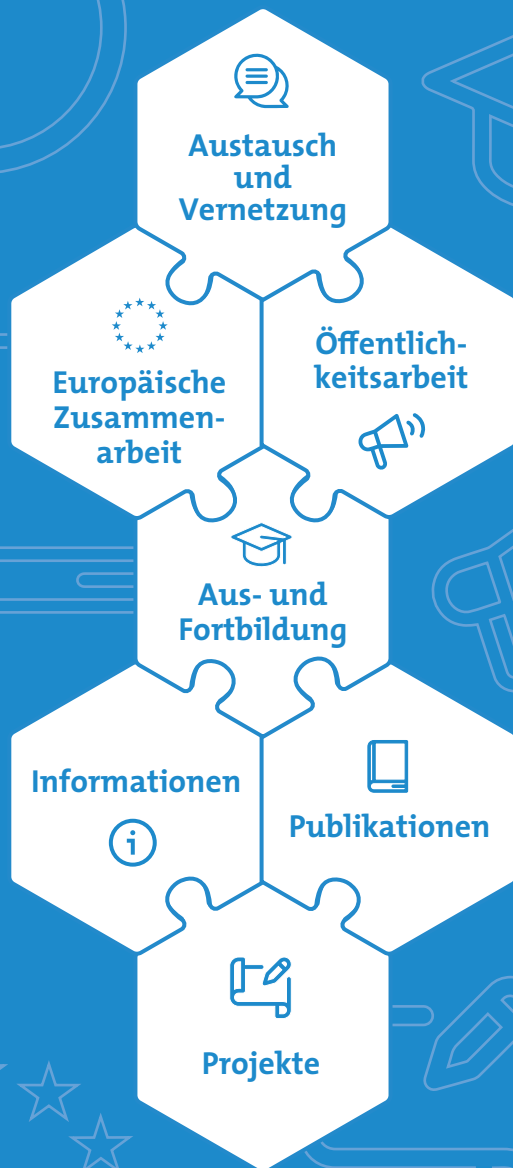 Austausch
und
Vernetzung
Europäische
Zusammen-
arbeit
Öffentlich-
keitsarbeit
Aus- und
Fortbildung
Informationen
i
Publikationen
Projekte